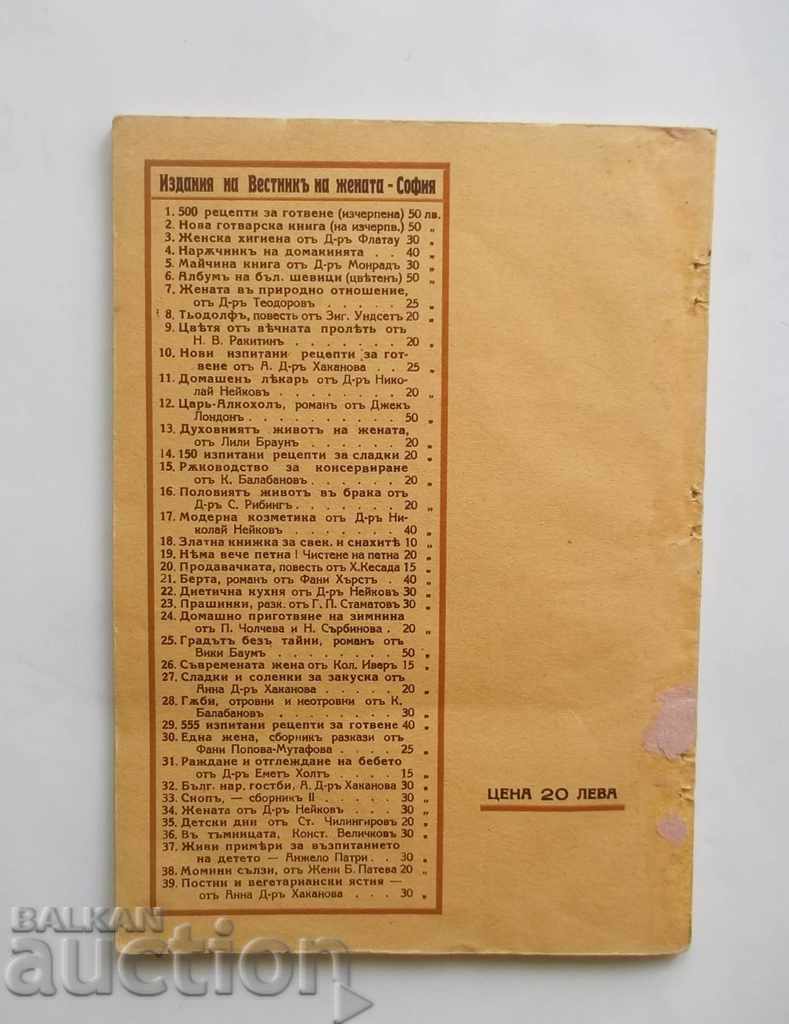 Издания на Вестникъ на жената - София
1. 500 рецепти за готвене (изчерпена) 50 лв.
2. Нова готварска книга (на изчерпв.) 50 „
3. Женска хигиена отъ Д-ръ Флатау 30 „
4. Нарѫчникъ на домакинята . . 40 „
5. Майчина книга отъ Д-ръ Монрадъ 30 „
6. Албумъ на бъл. шевици (цвѣтенъ) 50 „
7. Жената въ природно отношение,
отъ Д-ръ Теодоровъ . . . . . 25 „
8. Тьодолфъ, повесть отъ Зиг. Ундсетъ 20 „
9. Цвѣтя отъ вѣчната пролѣть отъ
Н. В. Ракитинъ . . . . . . . 20 „
10. Нови изпитани рецепти за гот-
вене отъ А. Д-ръ Хаканова . . 25 „
11. Домашенъ лѣкарь отъ Д-ръ Нико-
лай Нейковъ . . . . . . . . 20 „
12. Царь-Алкохолъ, романъ отъ Джекъ
Лондонъ . . . . . . . . . . 50 „
13. Духовниятъ животъ на жената,
отъ Лили Браунъ . . . . . . 20 „
14. 150 изпитани рецепти за сладки 20 „
15. Рѫководство за консервиране
отъ К. Балабановъ . . . . . . 20 „
16. Половиятъ животъ въ брака отъ
Д-ръ С. Рибингъ . . . . . . . 20 „
17. Модерна козметика отъ Д-ръ Ни-
колай Нейковъ . . . . . . . 40 „
18. Златна книжка за свек. и снахитѣ 10 „
19. Нѣма вече петна ! Чистене на петна 20 „
20. Продавачката, повесть отъ Х.Кесада 15 „
21. Берта, романъ отъ Фани Хърстъ . 40 „
22. Диетична кухня отъ Д-ръ Нейковъ 30 „
23. Прашинки, разк. отъ Г. П. Стаматовъ 30 „
24. Домашно приготвяне на зимнина
отъ П. Чолчева и Н. Сърбинова . 20 „
25. Градътъ безъ тайни, романъ отъ
Вики Баумъ . . . . . . . . 50 „
26. Съвремената жена отъ Кол. Иверъ 15 „
27. Сладки и соленки за закуска отъ
Анна Д-ръ Хаканова . . . . . 20 „
28. Гѫби, отровни и неотровни отъ К.
Балабановъ . . . . . . . . 30 „
29. 555 изпитани рецепти за готвене 40 „
30. Една жена, сборникъ разкази отъ
Фани Попова-Мутафова . . . . 25 „
31. Раждане и отглеждане на бебето
отъ Д-ръ Еметъ Холтъ . . . . 15 „
32. Бълг. нар. гостби, А. Д-ръ Хаканова 30 „
33. Снопъ, — сборникъ II . . . . . 30 „
34. Жената отъ Д-ръ Нейковъ . . . 30 „
35. Детски дни отъ Ст. Чилингировъ 20 „
36. Въ тъмницата, Конст. Величковъ 30 „
37. Живи примѣри за възпитанието
на детето — Анжело Патри . . 30 „
38. Момини сълзи, отъ Жени Б. Патева 20 „
39. Постни и вегетариански ястия —
отъ Анна Д-ръ Хаканова . . . 30 „
ЦЕНА 20 ЛЕВА
BALKAN
auction